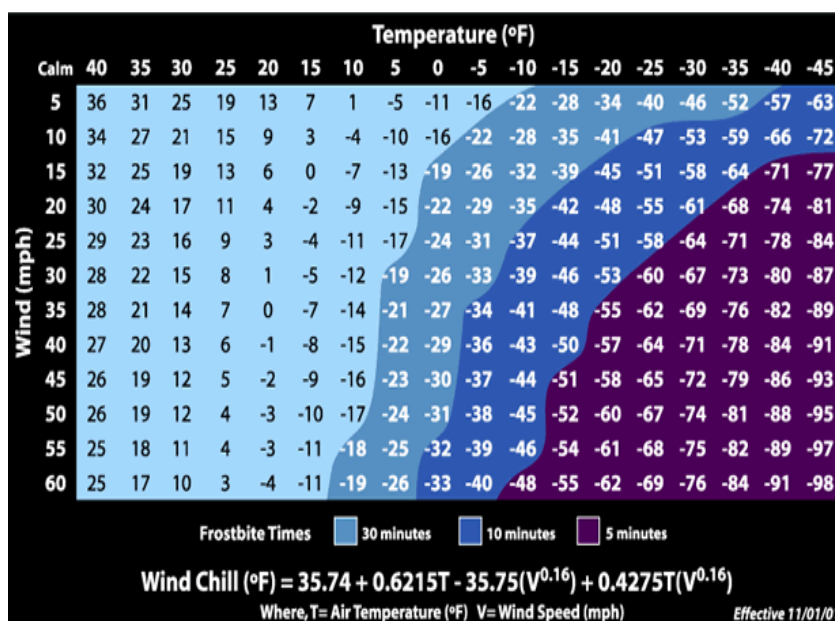 Temperature (ºF)
Calm 40 35 30 25 20 15 10 5 0 -5 -10 -15 -20 -25 -30 -35 -40 -45
Wind (mph)
5 36 31 25 19 13 7 1 -5 -11 -16 -22 -28 -34 -40 -46 -52 -57 -63
10 34 27 21 15 9 3 -4 -10 -16 -22 -28 -35 -41 -47 -53 -59 -66 -72
15 32 25 19 13 6 0 -7 -13 -19 -26 -32 -39 -45 -51 -58 -64 -71 -77
20 30 24 17 11 4 -2 -9 -15 -22 -29 -35 -42 -48 -55 -61 -68 -74 -81
25 29 23 16 9 3 -4 -11 -17 -24 -31 -37 -44 -51 -58 -64 -71 -78 -84
30 28 22 15 8 1 -5 -12 -19 -26 -33 -39 -46 -53 -60 -67 -73 -80 -87
35 28 21 14 7 0 -7 -14 -21 -27 -34 -41 -48 -55 -62 -69 -76 -82 -89
40 27 20 13 6 -1 -8 -15 -22 -29 -36 -43 -50 -57 -64 -71 -78 -84 -91
45 26 19 12 5 -2 -9 -16 -23 -30 -37 -44 -51 -58 -65 -72 -79 -86 -93
50 26 19 12 4 -3 -10 -17 -24 -31 -38 -45 -52 -60 -67 -74 -81 -88 -95
55 25 18 11 4 -3 -11 -18 -25 -32 -39 -46 -54 -61 -68 -75 -82 -89 -97
60 25 17 10 3 -4 -11 -19 -26 -33 -40 -48 -55 -62 -69 -76 -84 -91 -98
Frostbite Times 30 minutes 10 minutes 5 minutes
Wind Chill (ºF) = 35.74 + 0.6215T - 35.75(V0.16) + 0.4275T(V0.16)
Where, T= Air Temperature (ºF) V= Wind Speed (mph) Effective 11/01/0